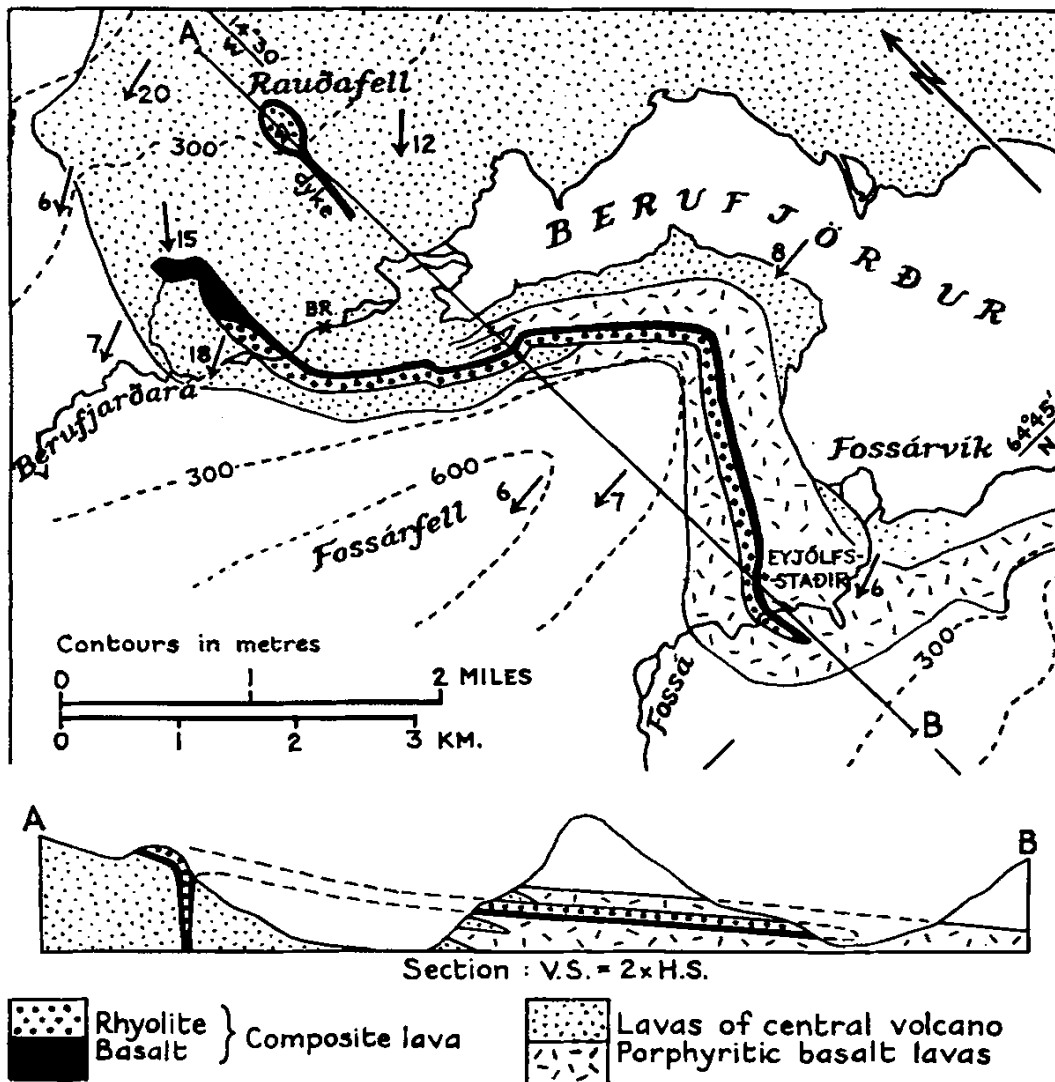 A
14°30'
W
Rauðafell
20
300
12
N
dyke
6
BERUFJÖRÐUR
15
8
BR.
7
18
Berufjarðará
300
600
6
7
Fossárfell
Fossárvík
64°45'
N
EYJÓLFS-
STAÐIR
6
300
Fossá
B
Contours in metres
0 1 2 MILES
0 1 2 3 KM.
A
B
Section : V.S. = 2 x H.S.
Rhyolite
Basalt
} Composite lava
Lavas of central volcano
Porphyritic basalt lavas